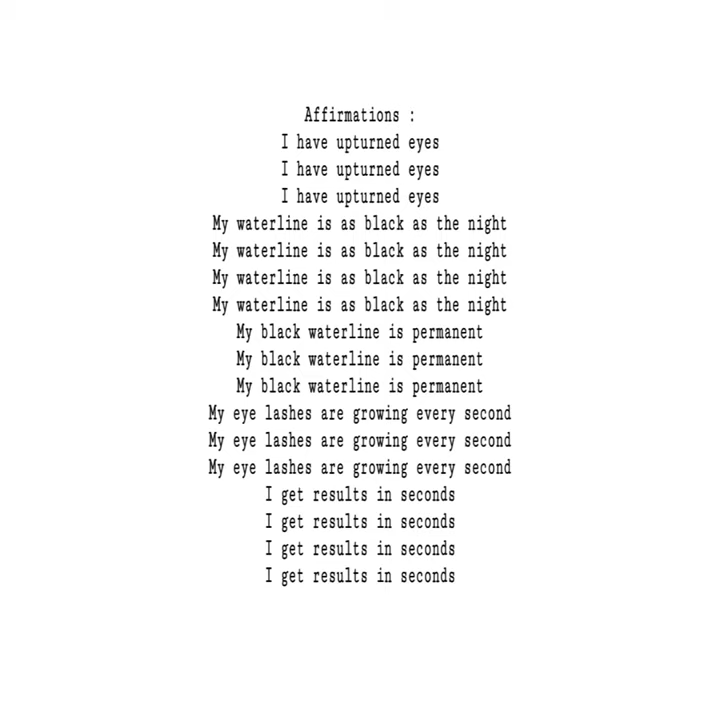 Affirmations :
I have upturned eyes
I have upturned eyes
I have upturned eyes
My waterline is as black as the night
My waterline is as black as the night
My waterline is as black as the night
My waterline is as black as the night
My black waterline is permanent
My black waterline is permanent
My black waterline is permanent
My eye lashes are growing every second
My eye lashes are growing every second
My eye lashes are growing every second
I get results in seconds
I get results in seconds
I get results in seconds
I get results in seconds